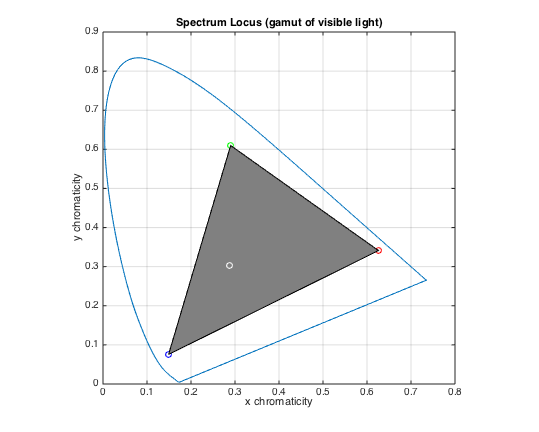 Spectrum Locus (gamut of visible light)
0.9
0.8
0.7
0.6
0.5
0.4
0.3
0.2
0.1
0
y chromaticity
0 0.1 0.2 0.3 0.4 0.5 0.6 0.7 0.8
x chromaticity